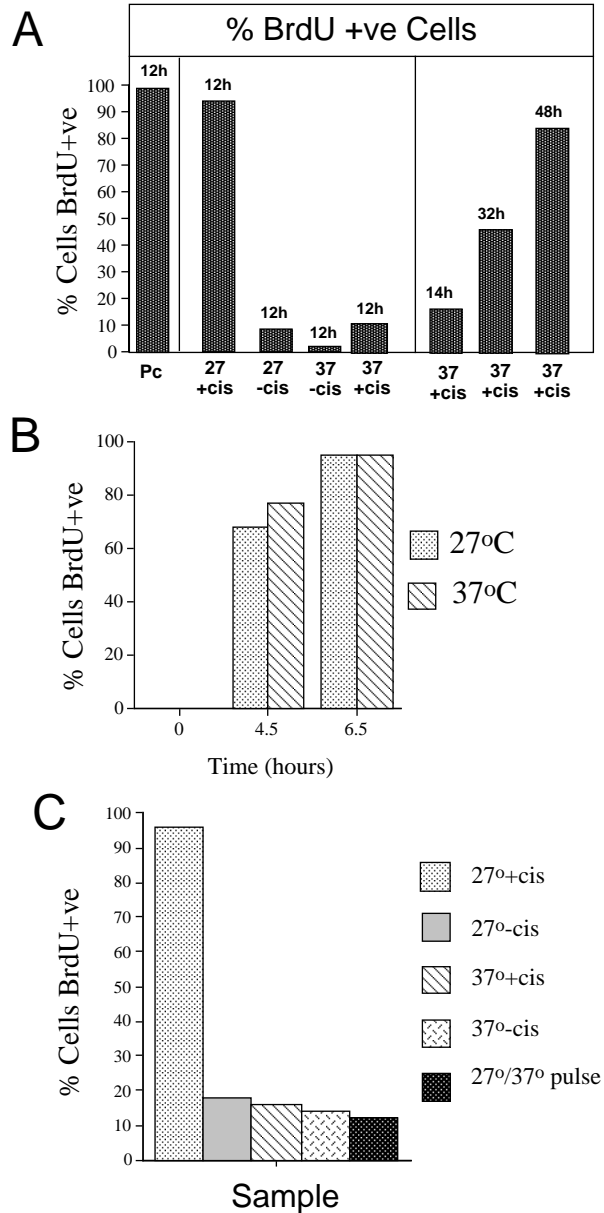 A
% BrdU +ve Cells
% Cells BrdU+ve
100
90
80
70
60
50
40
30
20
10
0
12h
12h
12h
12h
12h
14h
32h
48h
Pc
27 +cis
27 -cis
37 -cis
37 +cis
37 +cis
37 +cis
37 +cis
B
% Cells BrdU+ve
100
80
60
40
20
0
0
4.5
6.5
Time (hours)
27ºC
37ºC
C
% Cells BrdU+ve
100
90
80
70
60
50
40
30
20
10
0
Sample
27º+cis
27º-cis
37º+cis
37º-cis
27º/37º pulse